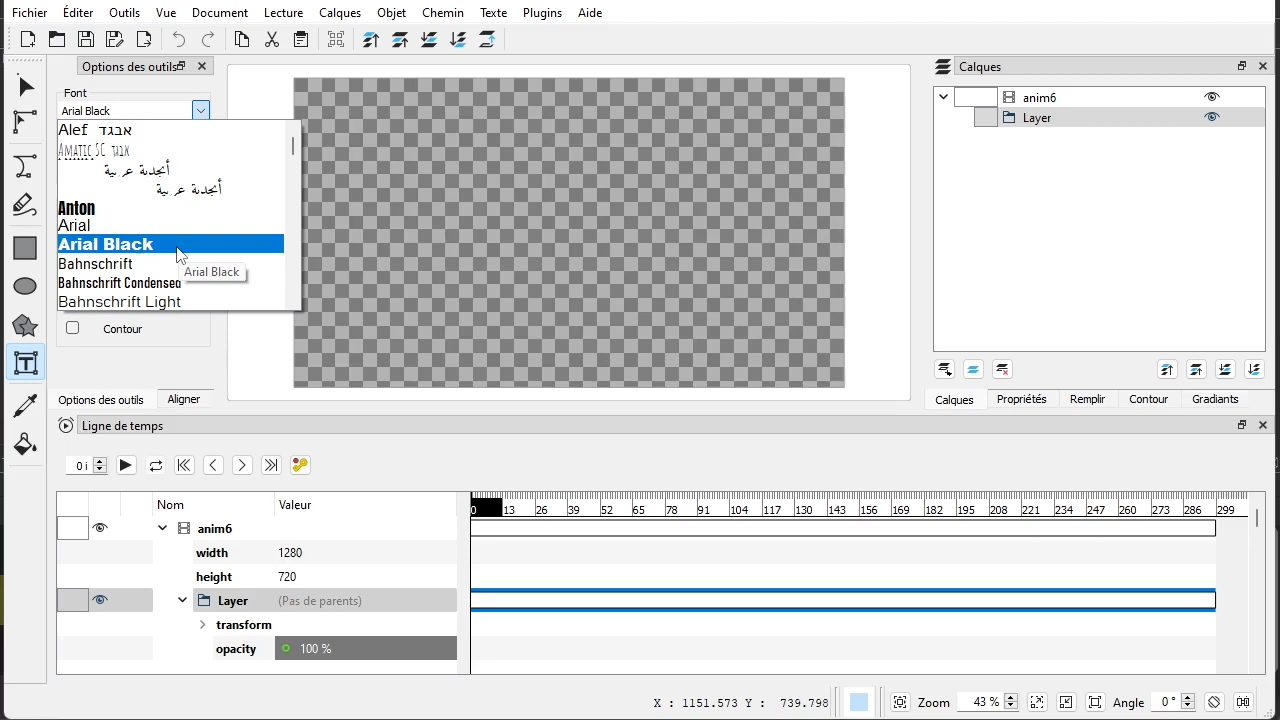 Fichier Éditer Outils Vue Document Lecture Calques Objet Chemin Texte Plugins Aide
Options des outils
Font
Arial Black
Alef אבגד
Amatic SC אבגד
أبجدية عربية
أبجدية عربية
Anton
Arial
Arial Black
Bahnschrift
Arial Black
Bahnschrift Condensed
Bahnschrift Light
Contour
Options des outils Aligner
Calques
anim6
Layer
Calques Propriétés Remplir Contour Gradiants
Ligne de temps
0 i
Nom Valeur
0 13 26 39 52 65 78 91 104 117 130 143 156 169 182 195 208 221 234 247 260 273 286 299
anim6
width 1280
height 720
Layer (Pas de parents)
transform
opacity 100 %
X : 1151.573 Y : 739.798
Zoom 43 % Angle 0°